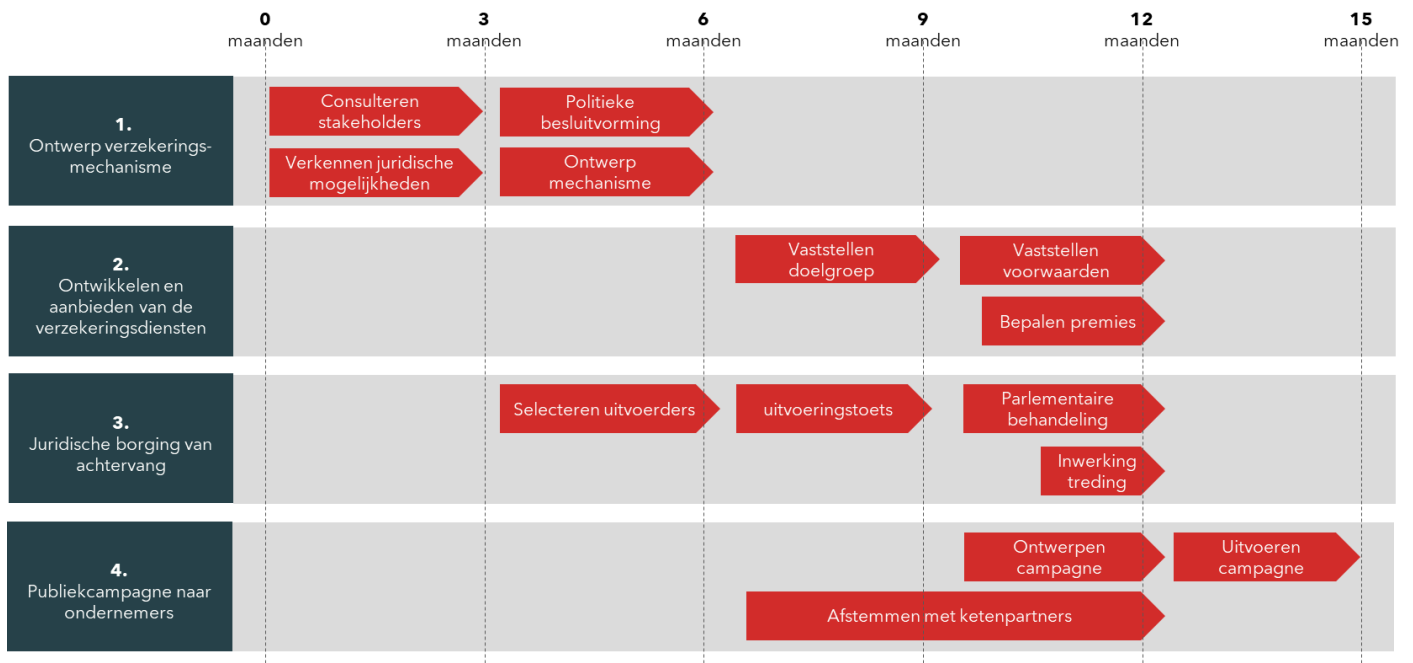 0
maanden
3
maanden
6
maanden
9
maanden
12
maanden
15
maanden
1.
Ontwerp verzekerings-
mechanisme
Consulteren
stakeholders
Politieke
besluitvorming
Verkennen juridische
mogelijkheden
Ontwerp
mechanisme
2.
Ontwikkelen en
aanbieden van de
verzekeringsdiensten
Vaststellen
doelgroep
Vaststellen
voorwaarden
Bepalen premies
3.
Juridische borging van
achtervang
Selecteren uitvoerders
uitvoeringstoets
Parlementaire
behandeling
Inwerking
treding
4.
Publiekcampagne naar
ondernemers
Ontwerpen
campagne
Uitvoeren
campagne
Afstemmen met ketenpartners